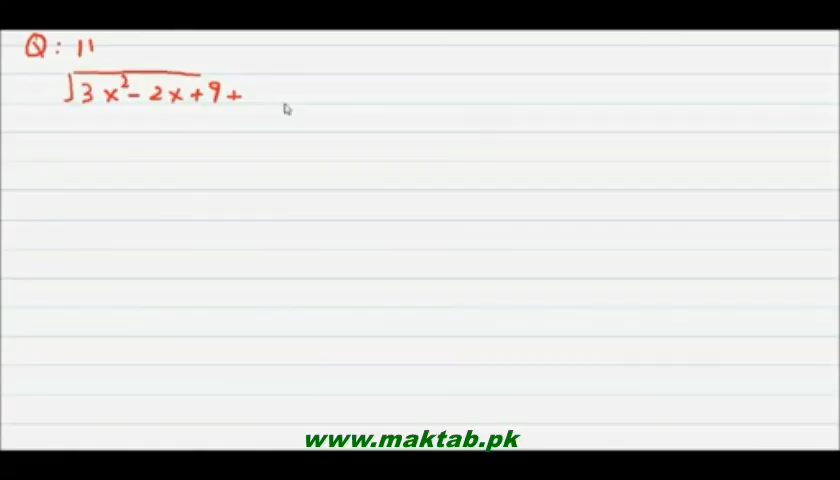 Q: 11
√3x² - 2x + 9 +
www.maktab.pk